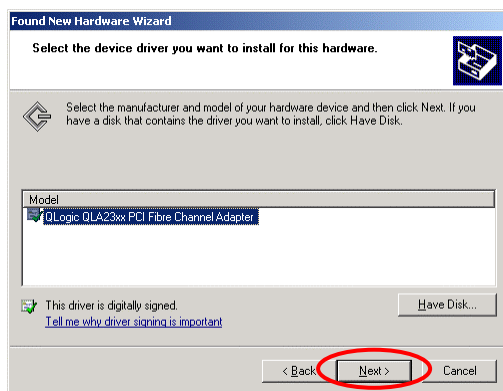 Found New Hardware Wizard
Select the device driver you want to install for this hardware.
Select the manufacturer and model of your hardware device and then click Next. If you
have a disk that contains the driver you want to install, click Have Disk.
Model
QLogic QLA23xx PCI Fibre Channel Adapter
This driver is digitally signed.
Tell me why driver signing is important
Have Disk...
< Back
Next >
Cancel